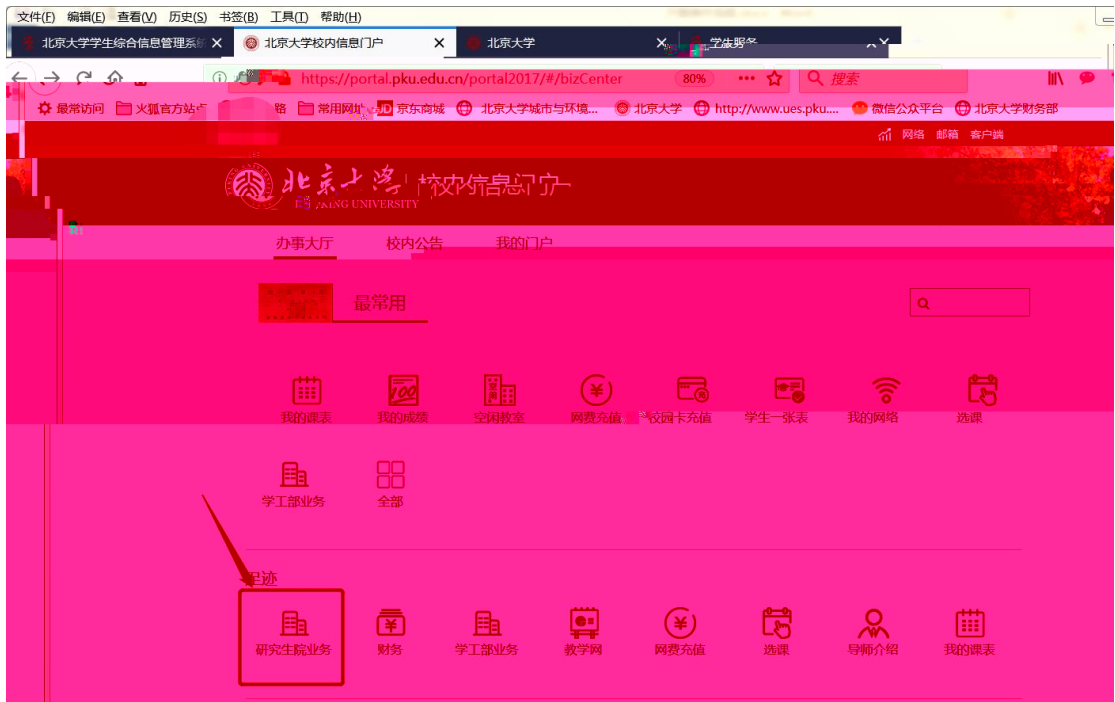 文件(F) 编辑(E) 查看(V) 历史(S) 书签(B) 工具(T) 帮助(H)
北京大学学生综合信息管理系统 北京大学校内信息门户 北京大学
https://portal.pku.edu.cn/portal2017/#/bizCenter 80% 搜索
最常访问 火狐官方站点 常用网址 JD 京东商城 北京大学城市与环境... 北京大学 http://www.ues.pku.... 微信公众平台 北京大学财务部
网络 邮箱 客户端
北京大学 校内信息门户
PEKING UNIVERSITY
办事大厅 校内公告 我的门户
最常用
我的课表 我的成绩 空闲教室 网费充值 校园卡充值 学生一张表 我的网络 选课
学工部业务 全部
足迹
研究生院业务 财务 学工部业务 教学网 网费充值 选课 导师介绍 我的课表